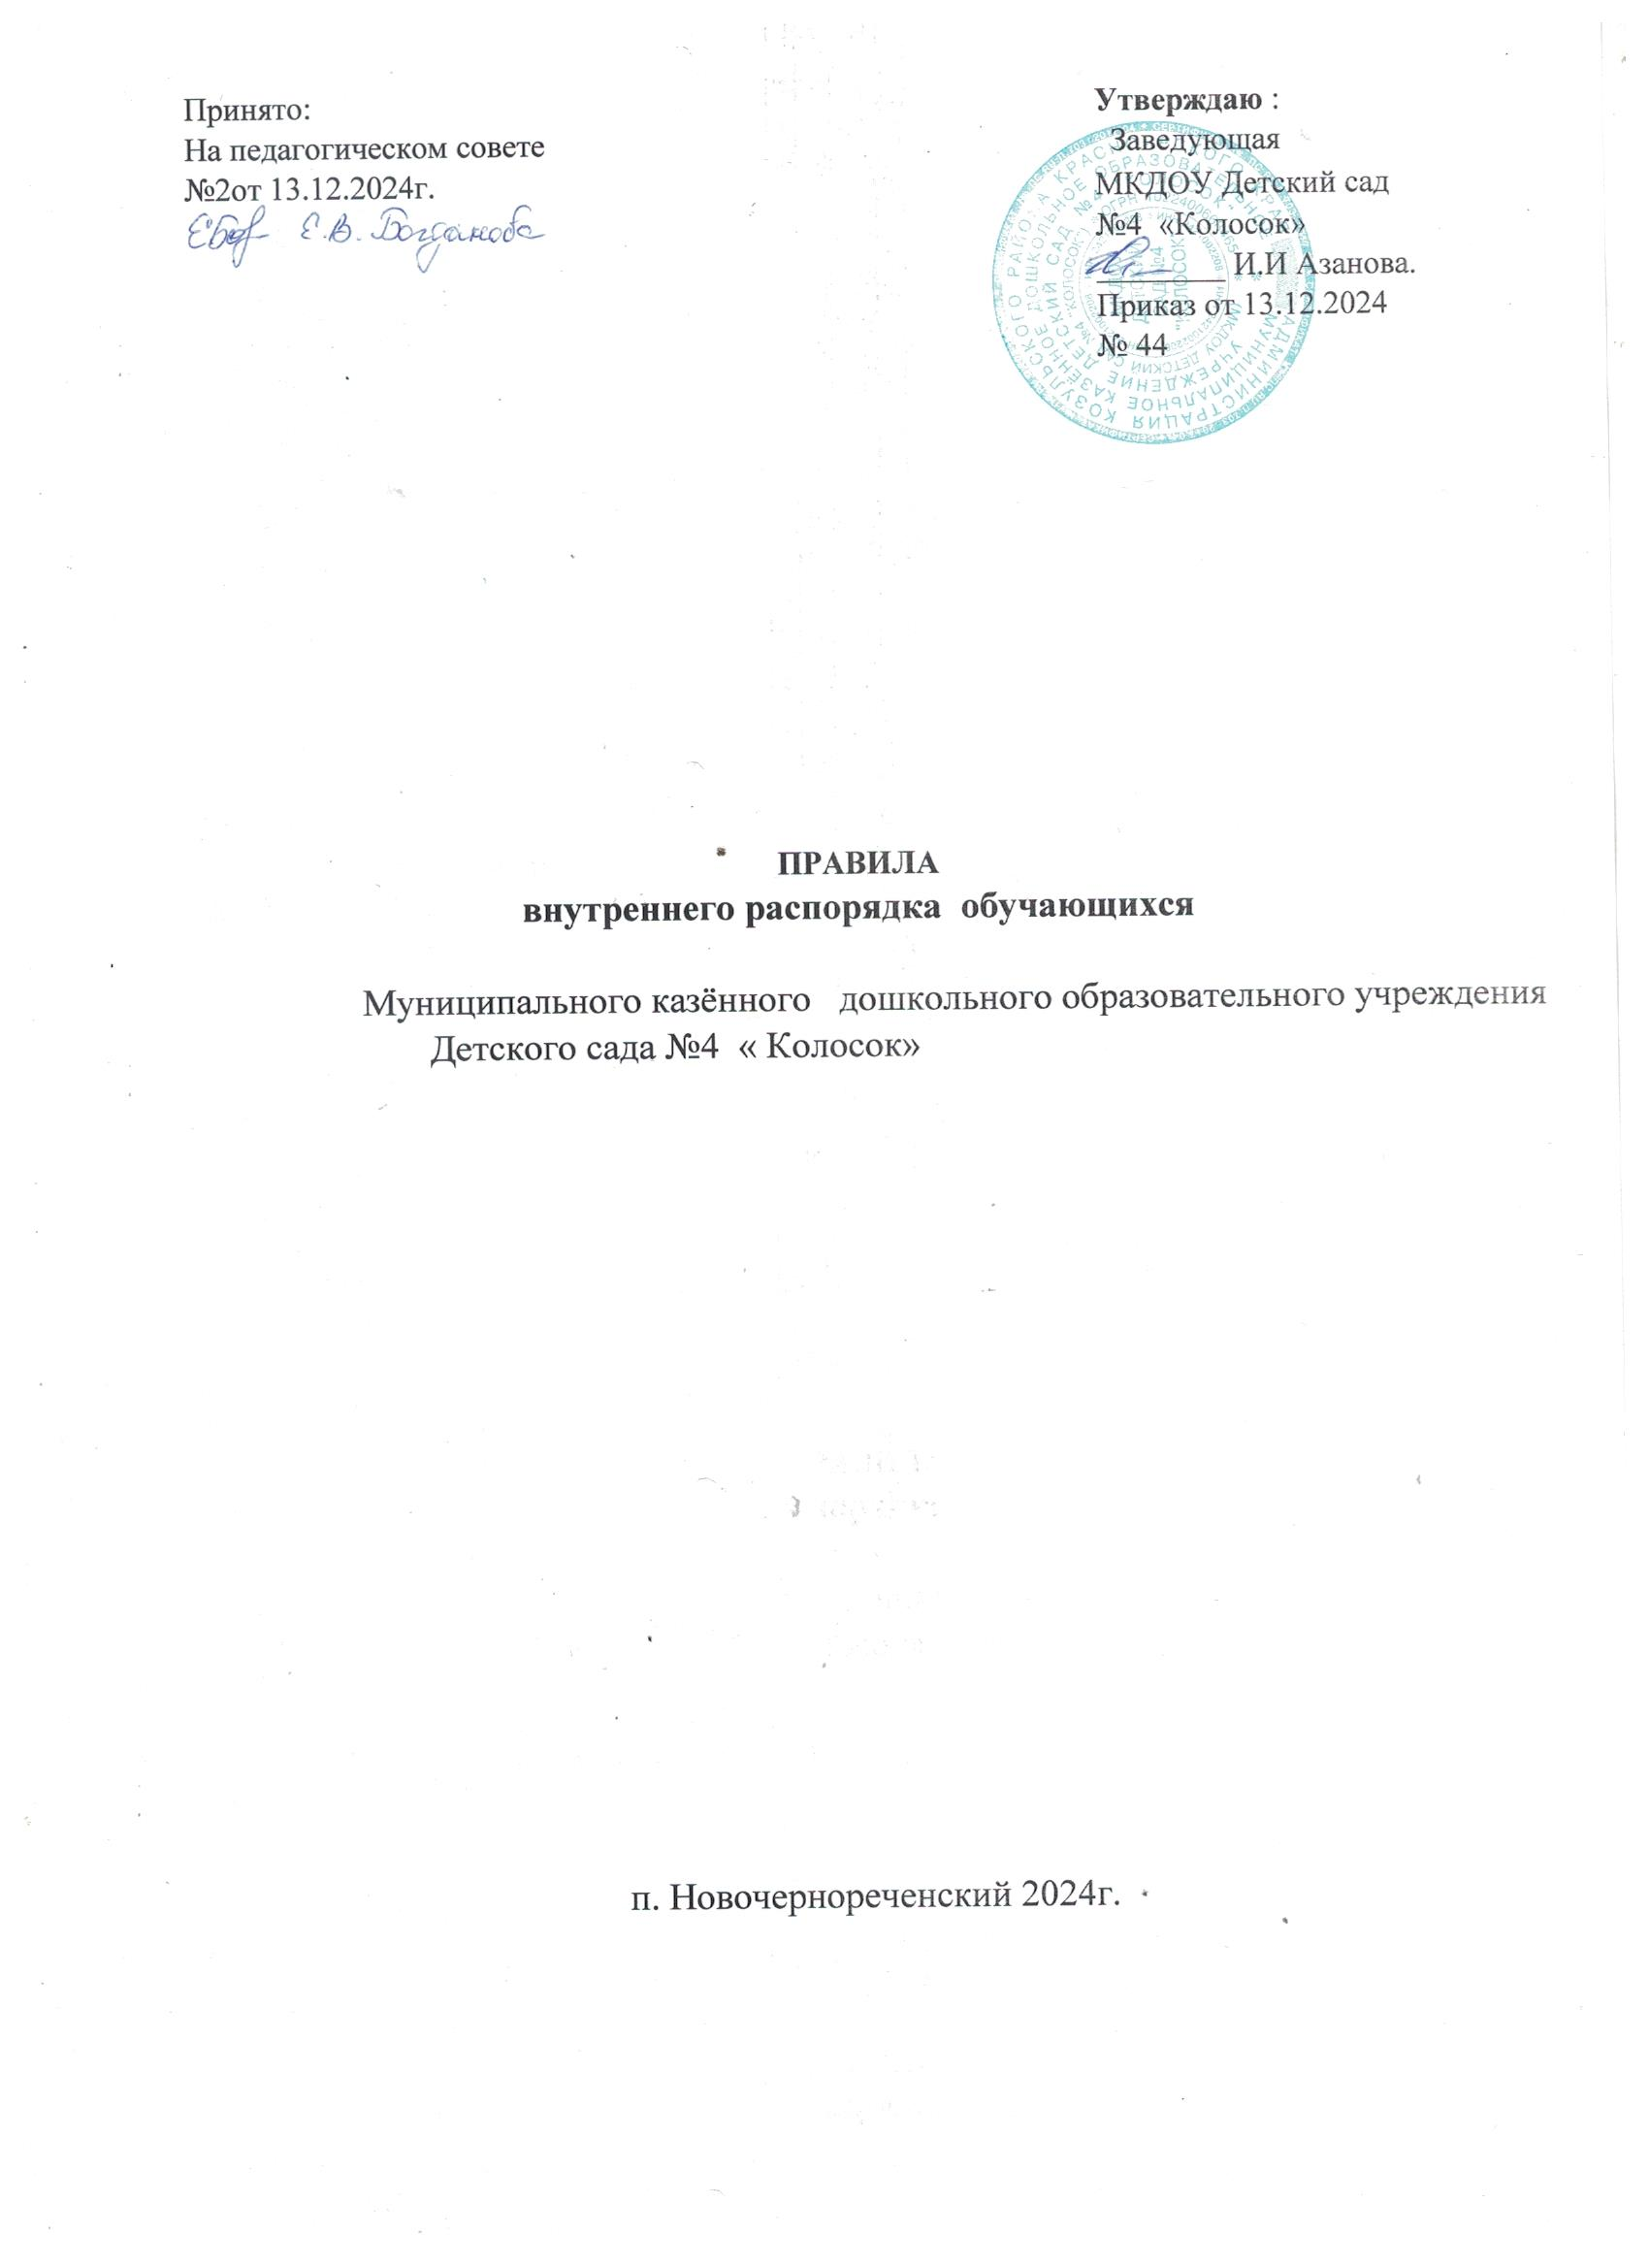 Принято:
На педагогическом совете
№2от 13.12.2024г.
Е.В. Богданова
Утверждаю :
Заведующая
МКДОУ Детский сад
№4 «Колосок»
И.И Азанова.
Приказ от 13.12.2024
№ 44
ПРАВИЛА
внутреннего распорядка обучающихся
Муниципального казённого дошкольного образовательного учреждения
Детского сада №4 « Колосок»
п. Новочернореченский 2024г.